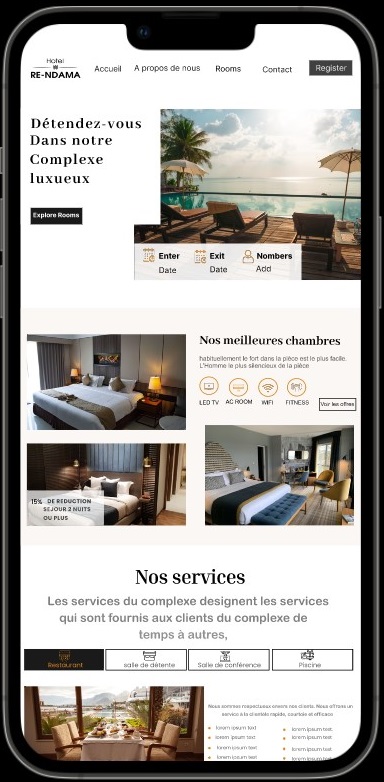 Hotel
RE-NDAMA
Accueil
A propos de nous
Rooms
Contact
Register
Détendez-vous
Dans notre
Complexe
luxueux
Explore Rooms
Enter
Date
Exit
Date
Nombers
Add
Nos meilleures chambres
habituellement le fort dans la pièce est le plus facile.
L'Homme le plus silencieux de la pièce
LED TV
AC ROOM
WIFI
FITNESS
Voir les offres
15% DE REDUCTION
SEJOUR 2 NUITS
OU PLUS
Nos services
Les services du complexe designent les services
qui sont fournis aux clients du complexe de
temps à autres,
Restaurant
salle de détente
Salle de conférence
Piscine
Nous sommes respectueux envers nos clients. Nous offrons un
service à la clientèle rapide, courtois et efficace
lorem ipsum text
lorem ipsum text
lorem ipsum text
lorem ipsum text
lorem ipsum text
lorem ipsum text
lorem ipsum text
lorem ipsum text